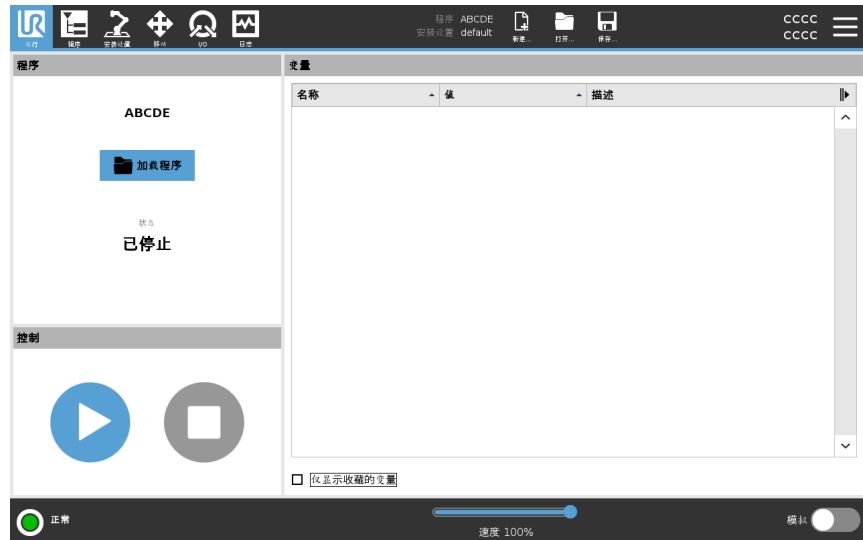 UR
运行 程序 安装设置 移动 I/O 日志
程序 ABCDE
安装设置 default
新建... 打开... 保存...
CCCC
CCCC
程序
变量
ABCDE
加载程序
状态
已停止
名称 值 描述
控制
仅显示收藏的变量
正常
速度 100%
模拟